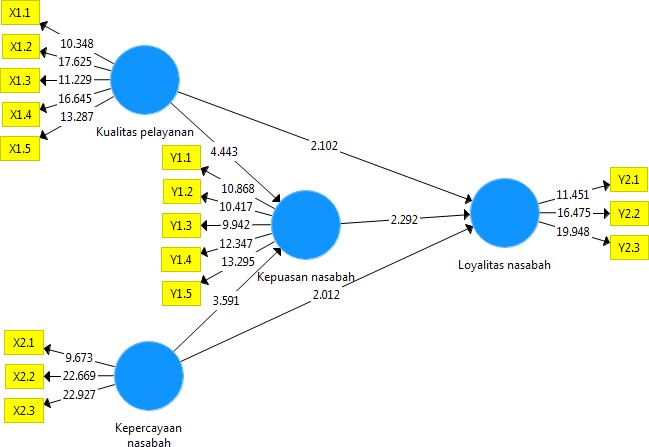 X1.1
X1.2
X1.3
X1.4
X1.5
10.348
17.625
11.229
16.645
13.287
Kualitas pelayanan
4.443
2.102
Y1.1
Y1.2
Y1.3
Y1.4
Y1.5
10.868
10.417
9.942
12.347
13.295
Kepuasan nasabah
2.292
3.591
2.012
Y2.1
Y2.2
Y2.3
11.451
16.475
19.948
Loyalitas nasabah
X2.1
X2.2
X2.3
9.673
22.669
22.927
Kepercayaan
nasabah